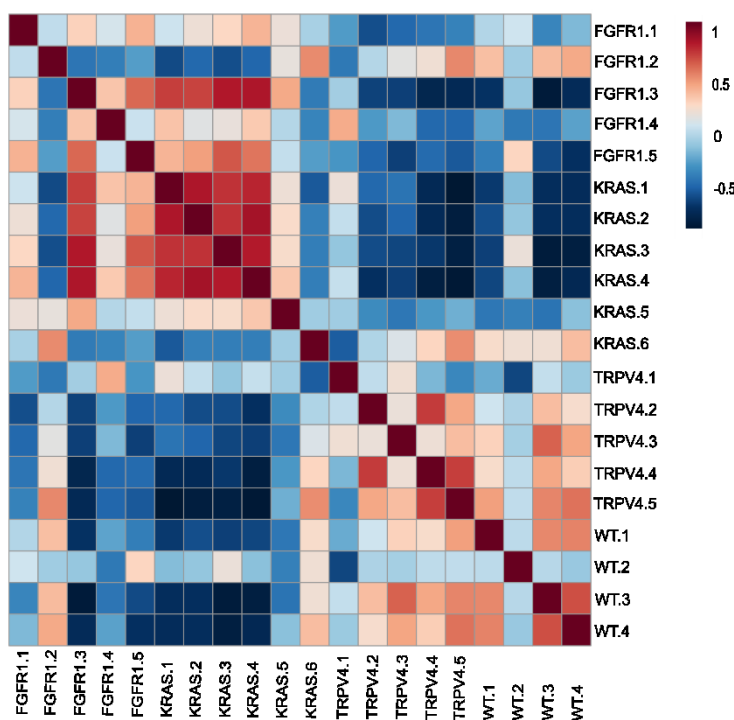 FGFR1.1
FGFR1.2
FGFR1.3
FGFR1.4
FGFR1.5
KRAS.1
KRAS.2
KRAS.3
KRAS.4
KRAS.5
KRAS.6
TRPV4.1
TRPV4.2
TRPV4.3
TRPV4.4
TRPV4.5
WT.1
WT.2
WT.3
WT.4
1
0.5
0
-0.5
FGFR1.1
FGFR1.2
FGFR1.3
FGFR1.4
FGFR1.5
KRAS.1
KRAS.2
KRAS.3
KRAS.4
KRAS.5
KRAS.6
TRPV4.1
TRPV4.2
TRPV4.3
TRPV4.4
TRPV4.5
WT.1
WT.2
WT.3
WT.4